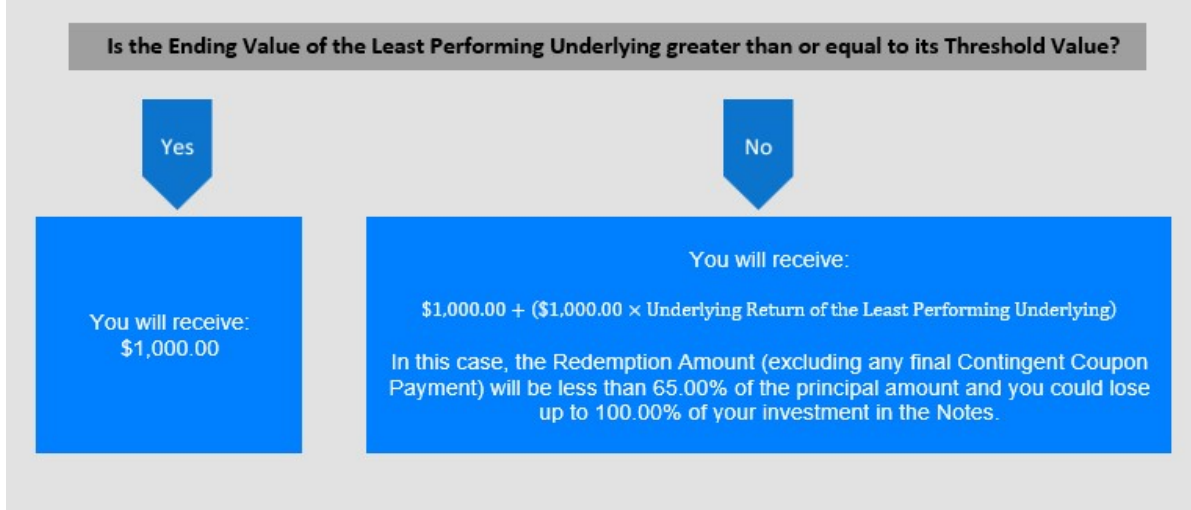 Is the Ending Value of the Least Performing Underlying greater than or equal to its Threshold Value?
Yes
No
You will receive:
$1,000.00
You will receive:
$1,000.00 + ($1,000.00 × Underlying Return of the Least Performing Underlying)
In this case, the Redemption Amount (excluding any final Contingent Coupon
Payment) will be less than 65.00% of the principal amount and you could lose
up to 100.00% of your investment in the Notes.